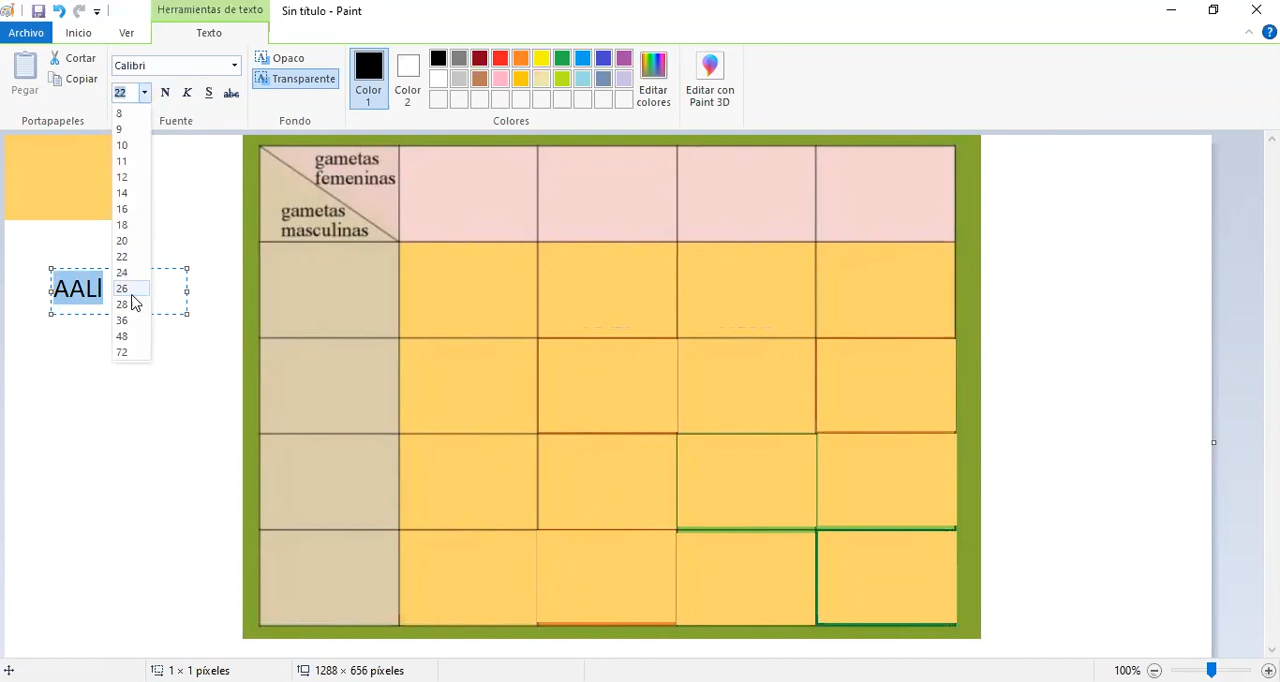 Herramientas de texto
Sin título - Paint
Archivo
Inicio
Ver
Texto
Pegar
Cortar
Copiar
Portapapeles
Calibri
22
N K S abc
Fuente
Opaco
Transparente
Fondo
Color
1
Color
2
Editar
colores
Colores
Editar con
Paint 3D
8
9
10
11
12
14
16
18
20
22
24
26
28
36
48
72
AALl
gametas
femeninas
gametas
masculinas
1 × 1 píxeles
1288 × 656 píxeles
100%